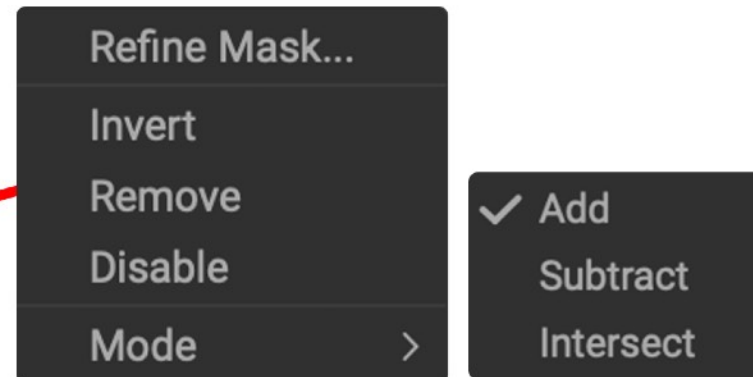 Refine Mask...
Invert
Remove
Disable
Mode
Add
Subtract
Intersect